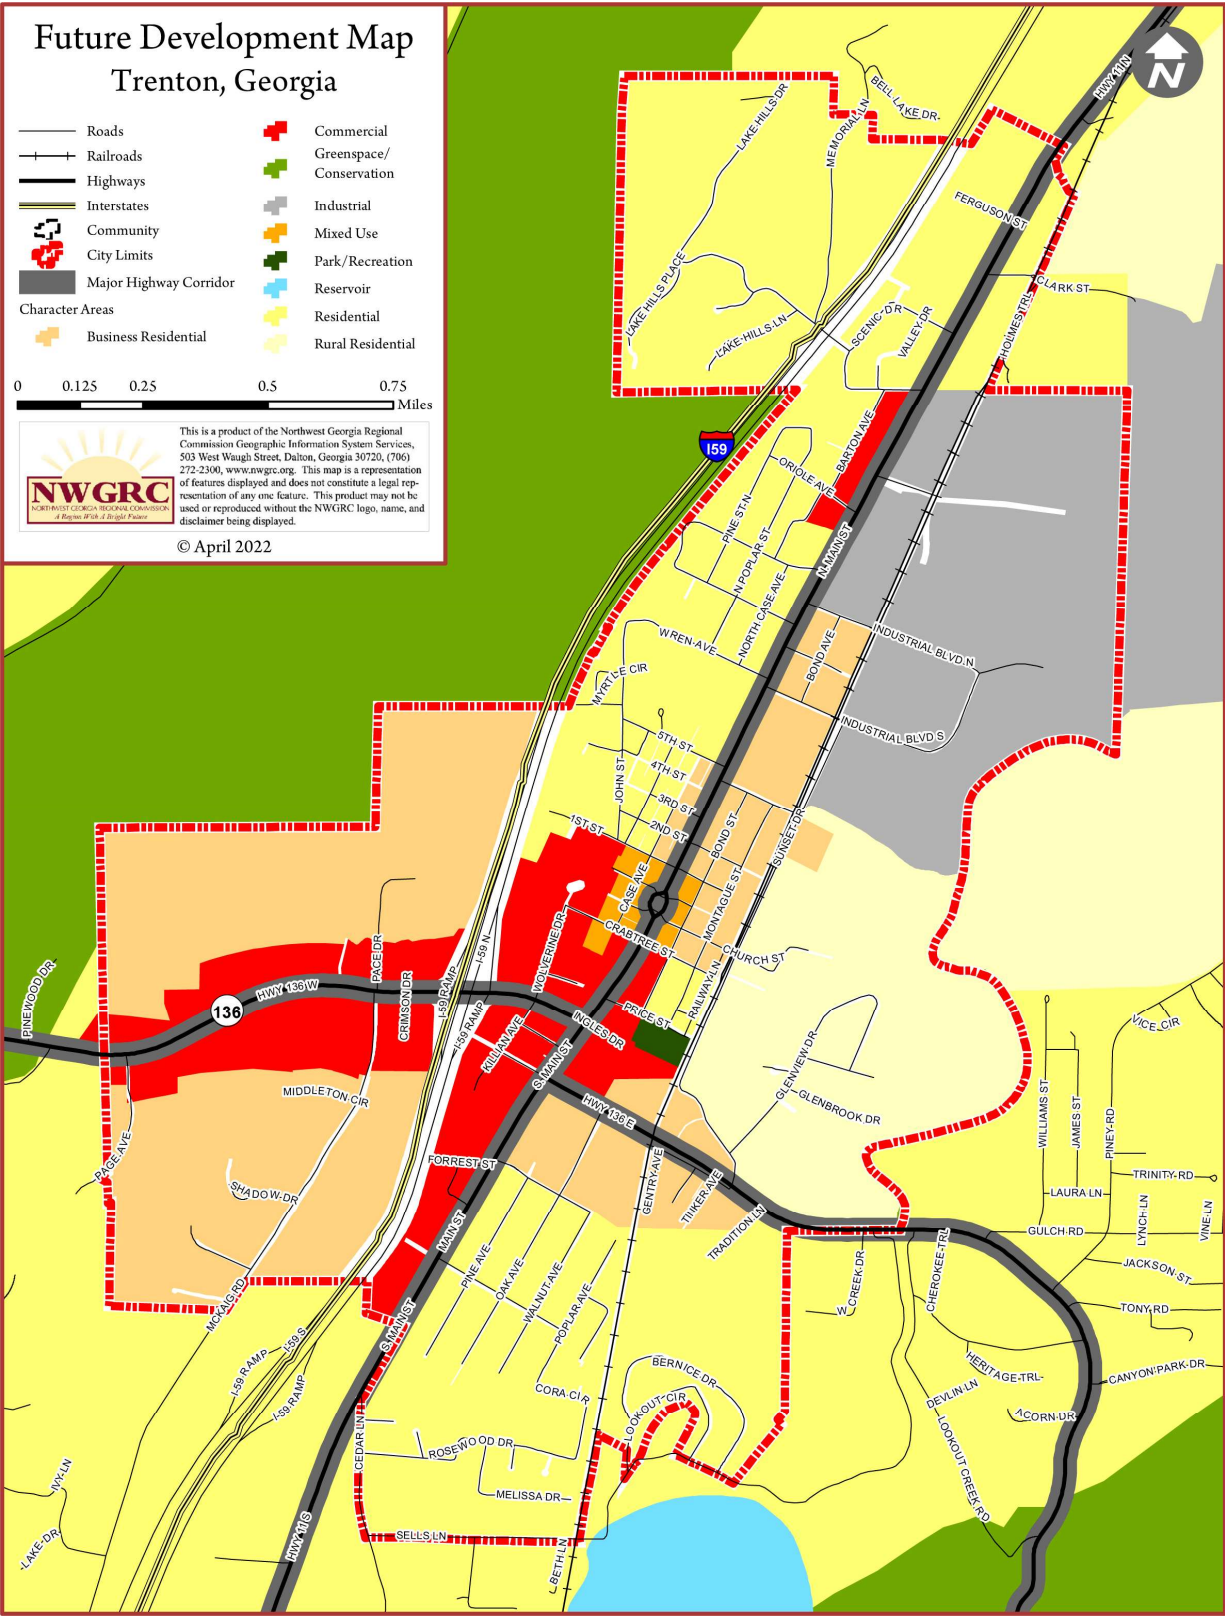 Future Development Map
Trenton, Georgia
Roads
Railroads
Highways
Interstates
Community
City Limits
Major Highway Corridor
Character Areas
Business Residential
Commercial
Greenspace/
Conservation
Industrial
Mixed Use
Park/Recreation
Reservoir
Residential
Rural Residential
0 0.125 0.25 0.5 0.75
Miles
NWGRC
NORTHWEST GEORGIA REGIONAL COMMISSION
A Region With A Bright Future
This is a product of the Northwest Georgia Regional
Commission Geographic Information System Services,
503 West Waugh Street, Dalton, Georgia 30720, (706)
272-2300, www.nwgrc.org. This map is a representation
of features displayed and does not constitute a legal rep-
resentation of any one feature. This product may not be
used or reproduced without the NWGRC logo, name, and
disclaimer being displayed.
© April 2022
N
HWY 11 N
BELL LAKE DR
LAKE HILLS DR
MEMORIAL LN
FERGUSON ST
CLARK ST
LAKE HILLS PLACE
LAKE HILLS LN
SCENIC DR
VALLEY DR
HOLMES TRL
I59
BARTON AVE
ORIOLE AVE
PINE ST N
N POPLAR ST
N MAIN ST
NORTH CASE AVE
WREN AVE
BOND AVE
INDUSTRIAL BLVD N
MYRTLE CIR
INDUSTRIAL BLVD S
5TH ST
4TH ST
JOHN ST
3RD ST
2ND ST
1ST ST
BOND ST
SUNSET DR
CASE AVE
MONTAGUE ST
CRABTREE ST
CHURCH ST
WOLVERINE DR
I-59 N
PACE DR
CRIMSON DR
I-59 RAMP
I-59 RAMP
PINEWOOD DR
HWY 136 W
136
RAILWAY LN
PRICE ST
INGLES DR
KILLIAN AVE
S MAIN ST
GLENVIEW DR
GLENBROOK DR
VICE CIR
MIDDLETON CIR
HWY 136 E
WILLIAMS ST
JAMES ST
PINEY RD
PAGE AVE
FORREST ST
GENTRY AVE
TINKER AVE
TRADITION LN
TRINITY RD
LAURA LN
SHADOW DR
MAIN ST
GULCH RD
LYNCH LN
VINE LN
PINE AVE
OAK AVE
WALNUT AVE
POPLAR AVE
W CREEK DR
CHEROKEE TRL
JACKSON ST
TONY RD
MCKAIG RD
S MAIN ST
I-59 S
I-59 RAMP
I-59 RAMP
BERNICE DR
CORA CIR
LOOKOUT CIR
HERITAGE TRL
CANYON PARK DR
DEVLIN LN
ACORN DR
CEDAR LN
ROSEWOOD DR
LOOKOUT CREEK RD
IVY LN
MELISSA DR
LAKE DR
HWY 11 S
SELLS LN
BETH LN